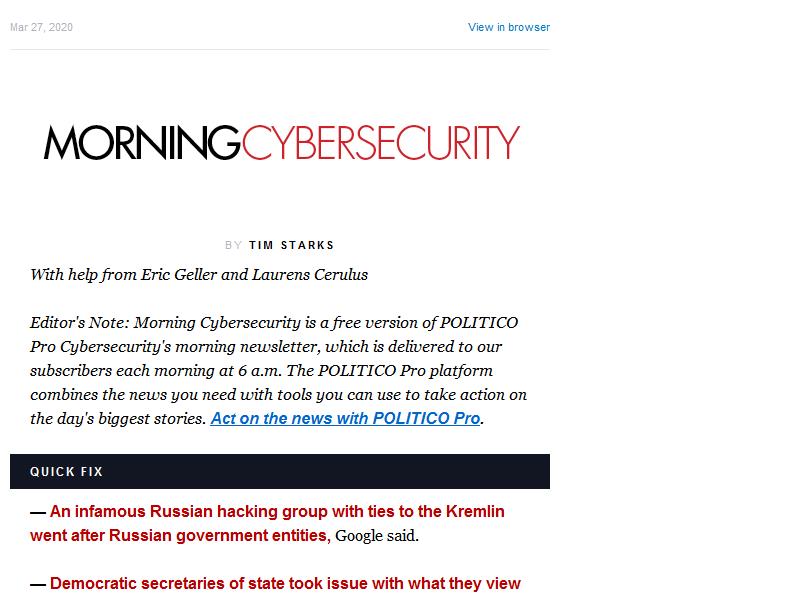 Mar 27, 2020
View in browser
MORNINGCYBERSECURITY
BY TIM STARKS
With help from Eric Geller and Laurens Cerulus
Editor's Note: Morning Cybersecurity is a free version of POLITICO
Pro Cybersecurity's morning newsletter, which is delivered to our
subscribers each morning at 6 a.m. The POLITICO Pro platform
combines the news you need with tools you can use to take action on
the day's biggest stories. Act on the news with POLITICO Pro.
QUICK FIX
— An infamous Russian hacking group with ties to the Kremlin
went after Russian government entities, Google said.
— Democratic secretaries of state took issue with what they view